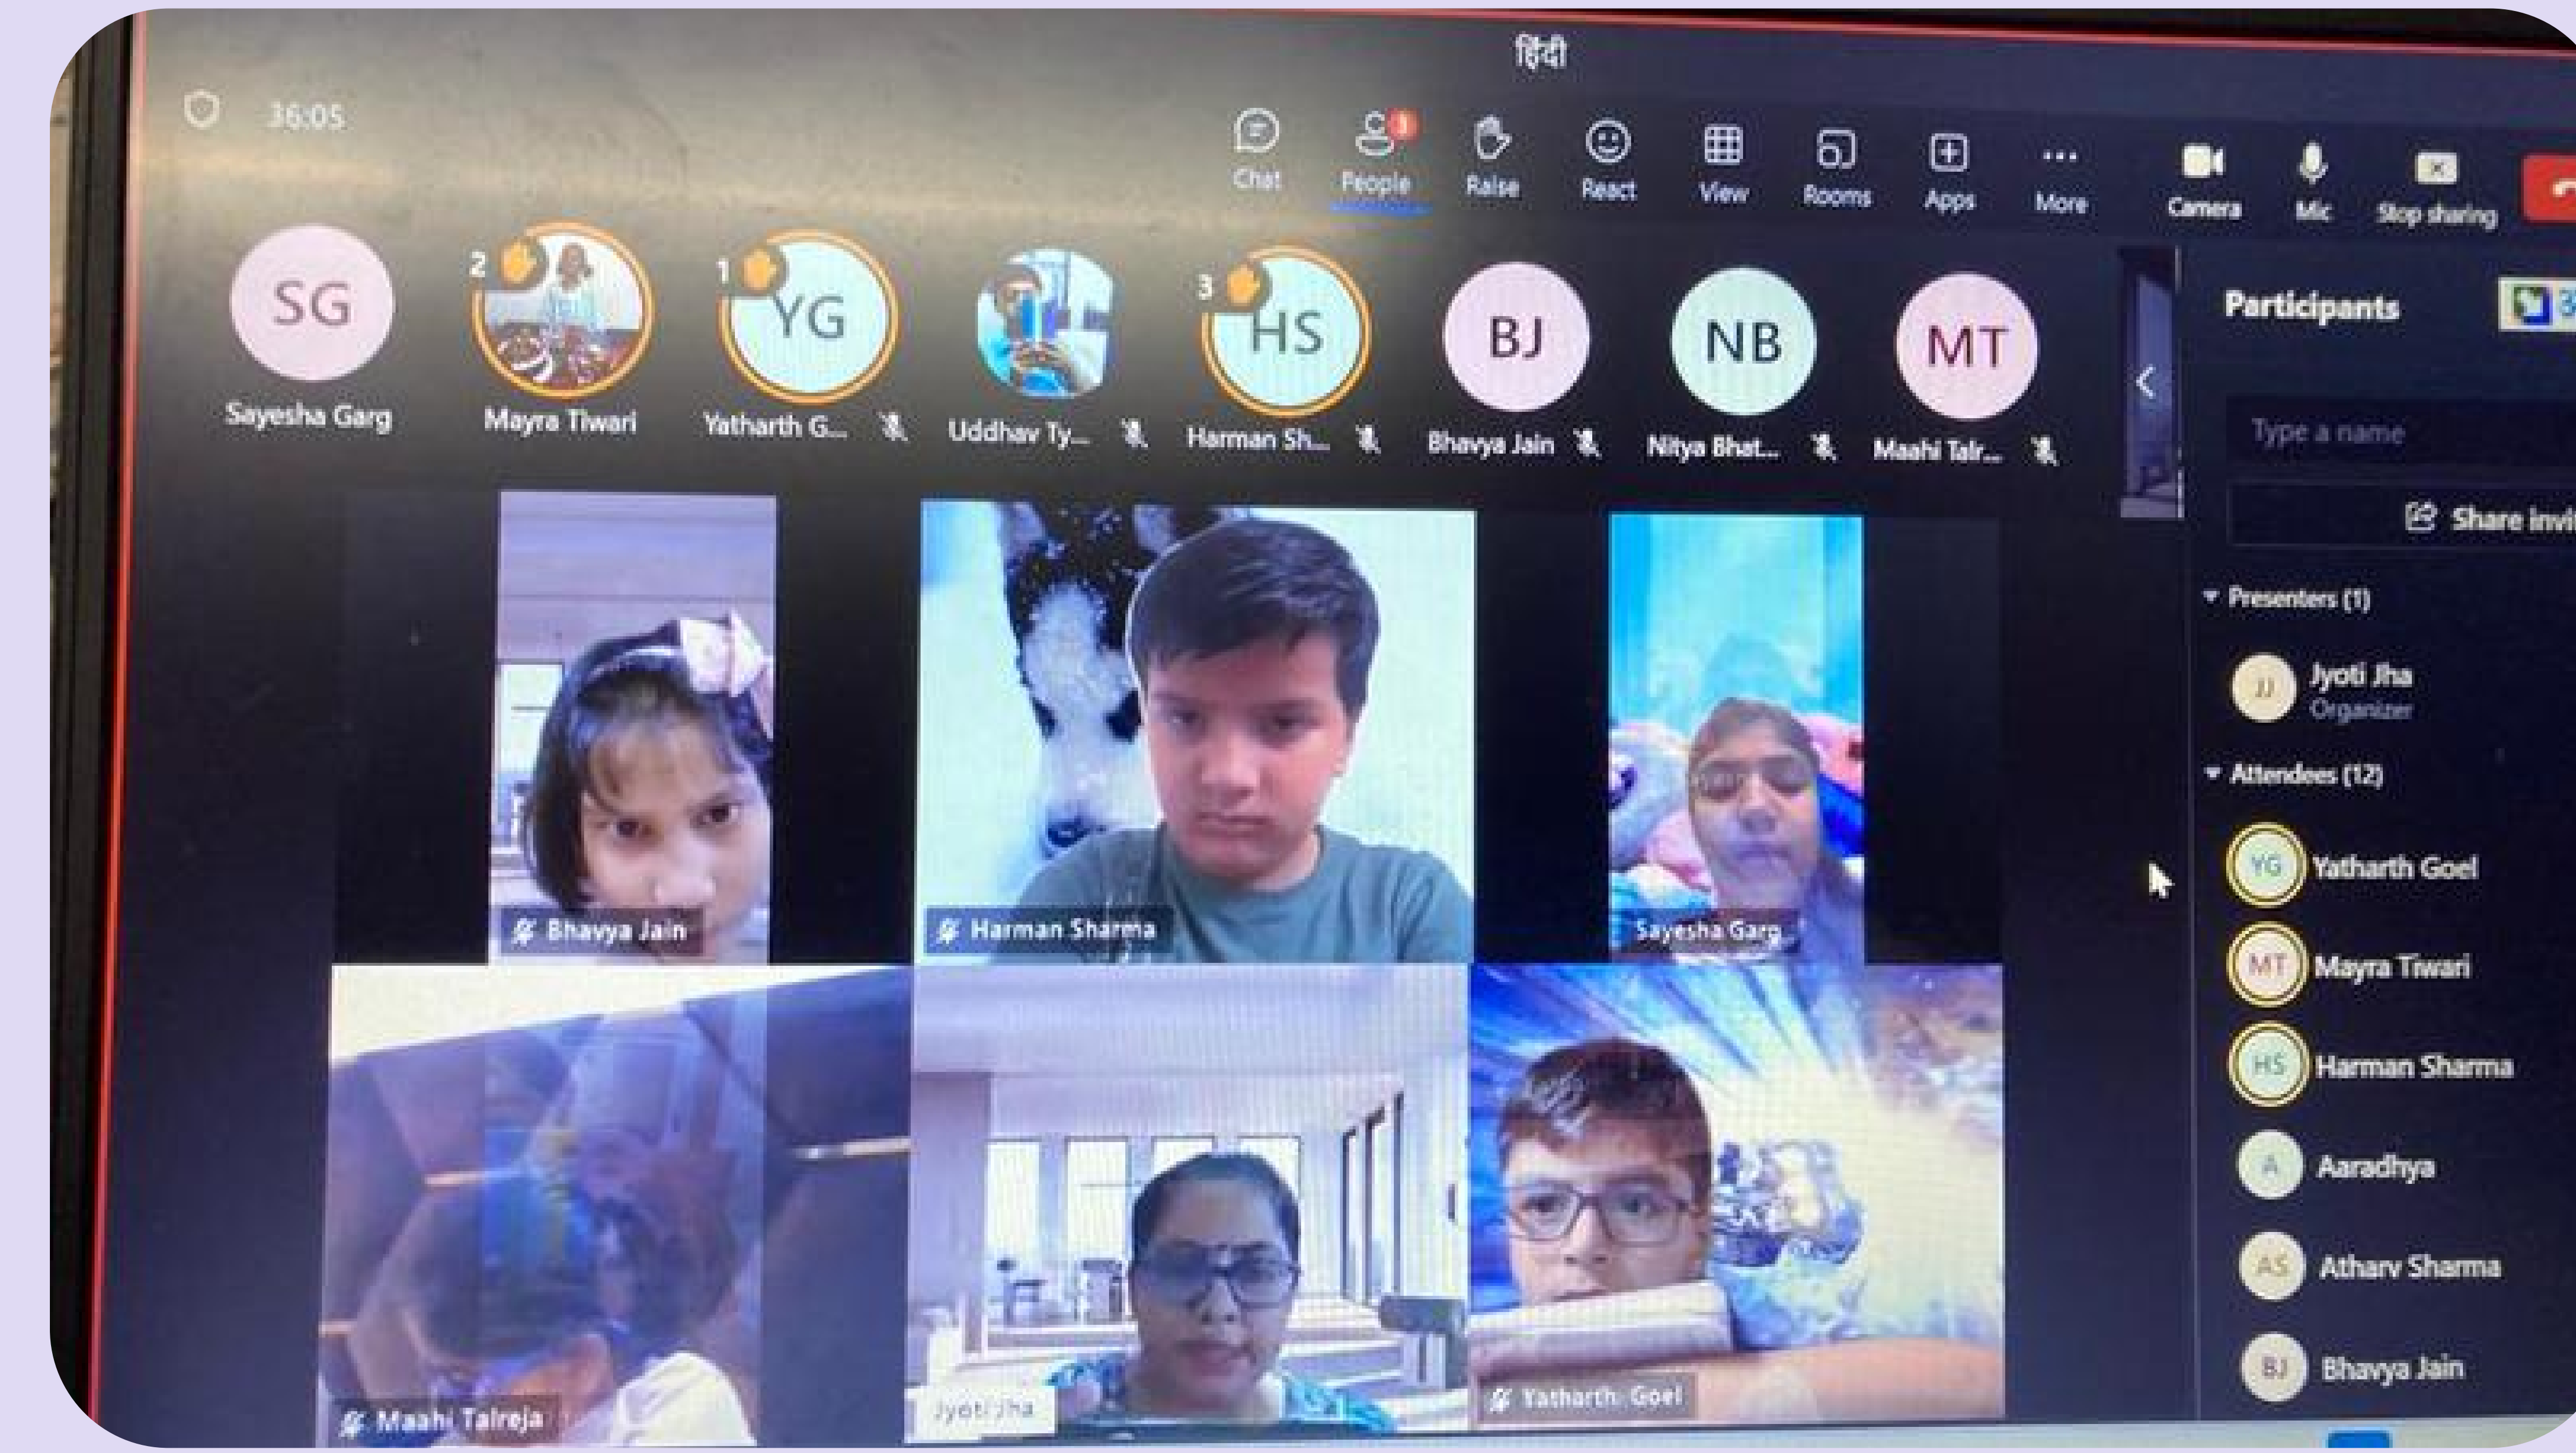 हिंदी
36:05
Chat
People
3
Raise
React
View
Rooms
Apps
More
Camera
Mic
Stop sharing
SG
2
1
YG
3
HS
BJ
NB
MT
Sayesha Garg
Mayra Tiwari
Yatharth G...
Uddhav Ty...
Harman Sh...
Bhavya Jain
Nitya Bhat...
Maahi Talr...
Participants
Type a name
Share invi
Presenters (1)
JJ
Jyoti Jha
Organizer
Attendees (12)
YG Yatharth Goel
MT Mayra Tiwari
HS Harman Sharma
A Aaradhya
AS Atharv Sharma
BJ Bhavya Jain
Bhavya Jain
Harman Sharma
Sayesha Garg
Maahi Talreja
Jyoti Jha
Yatharth Goel